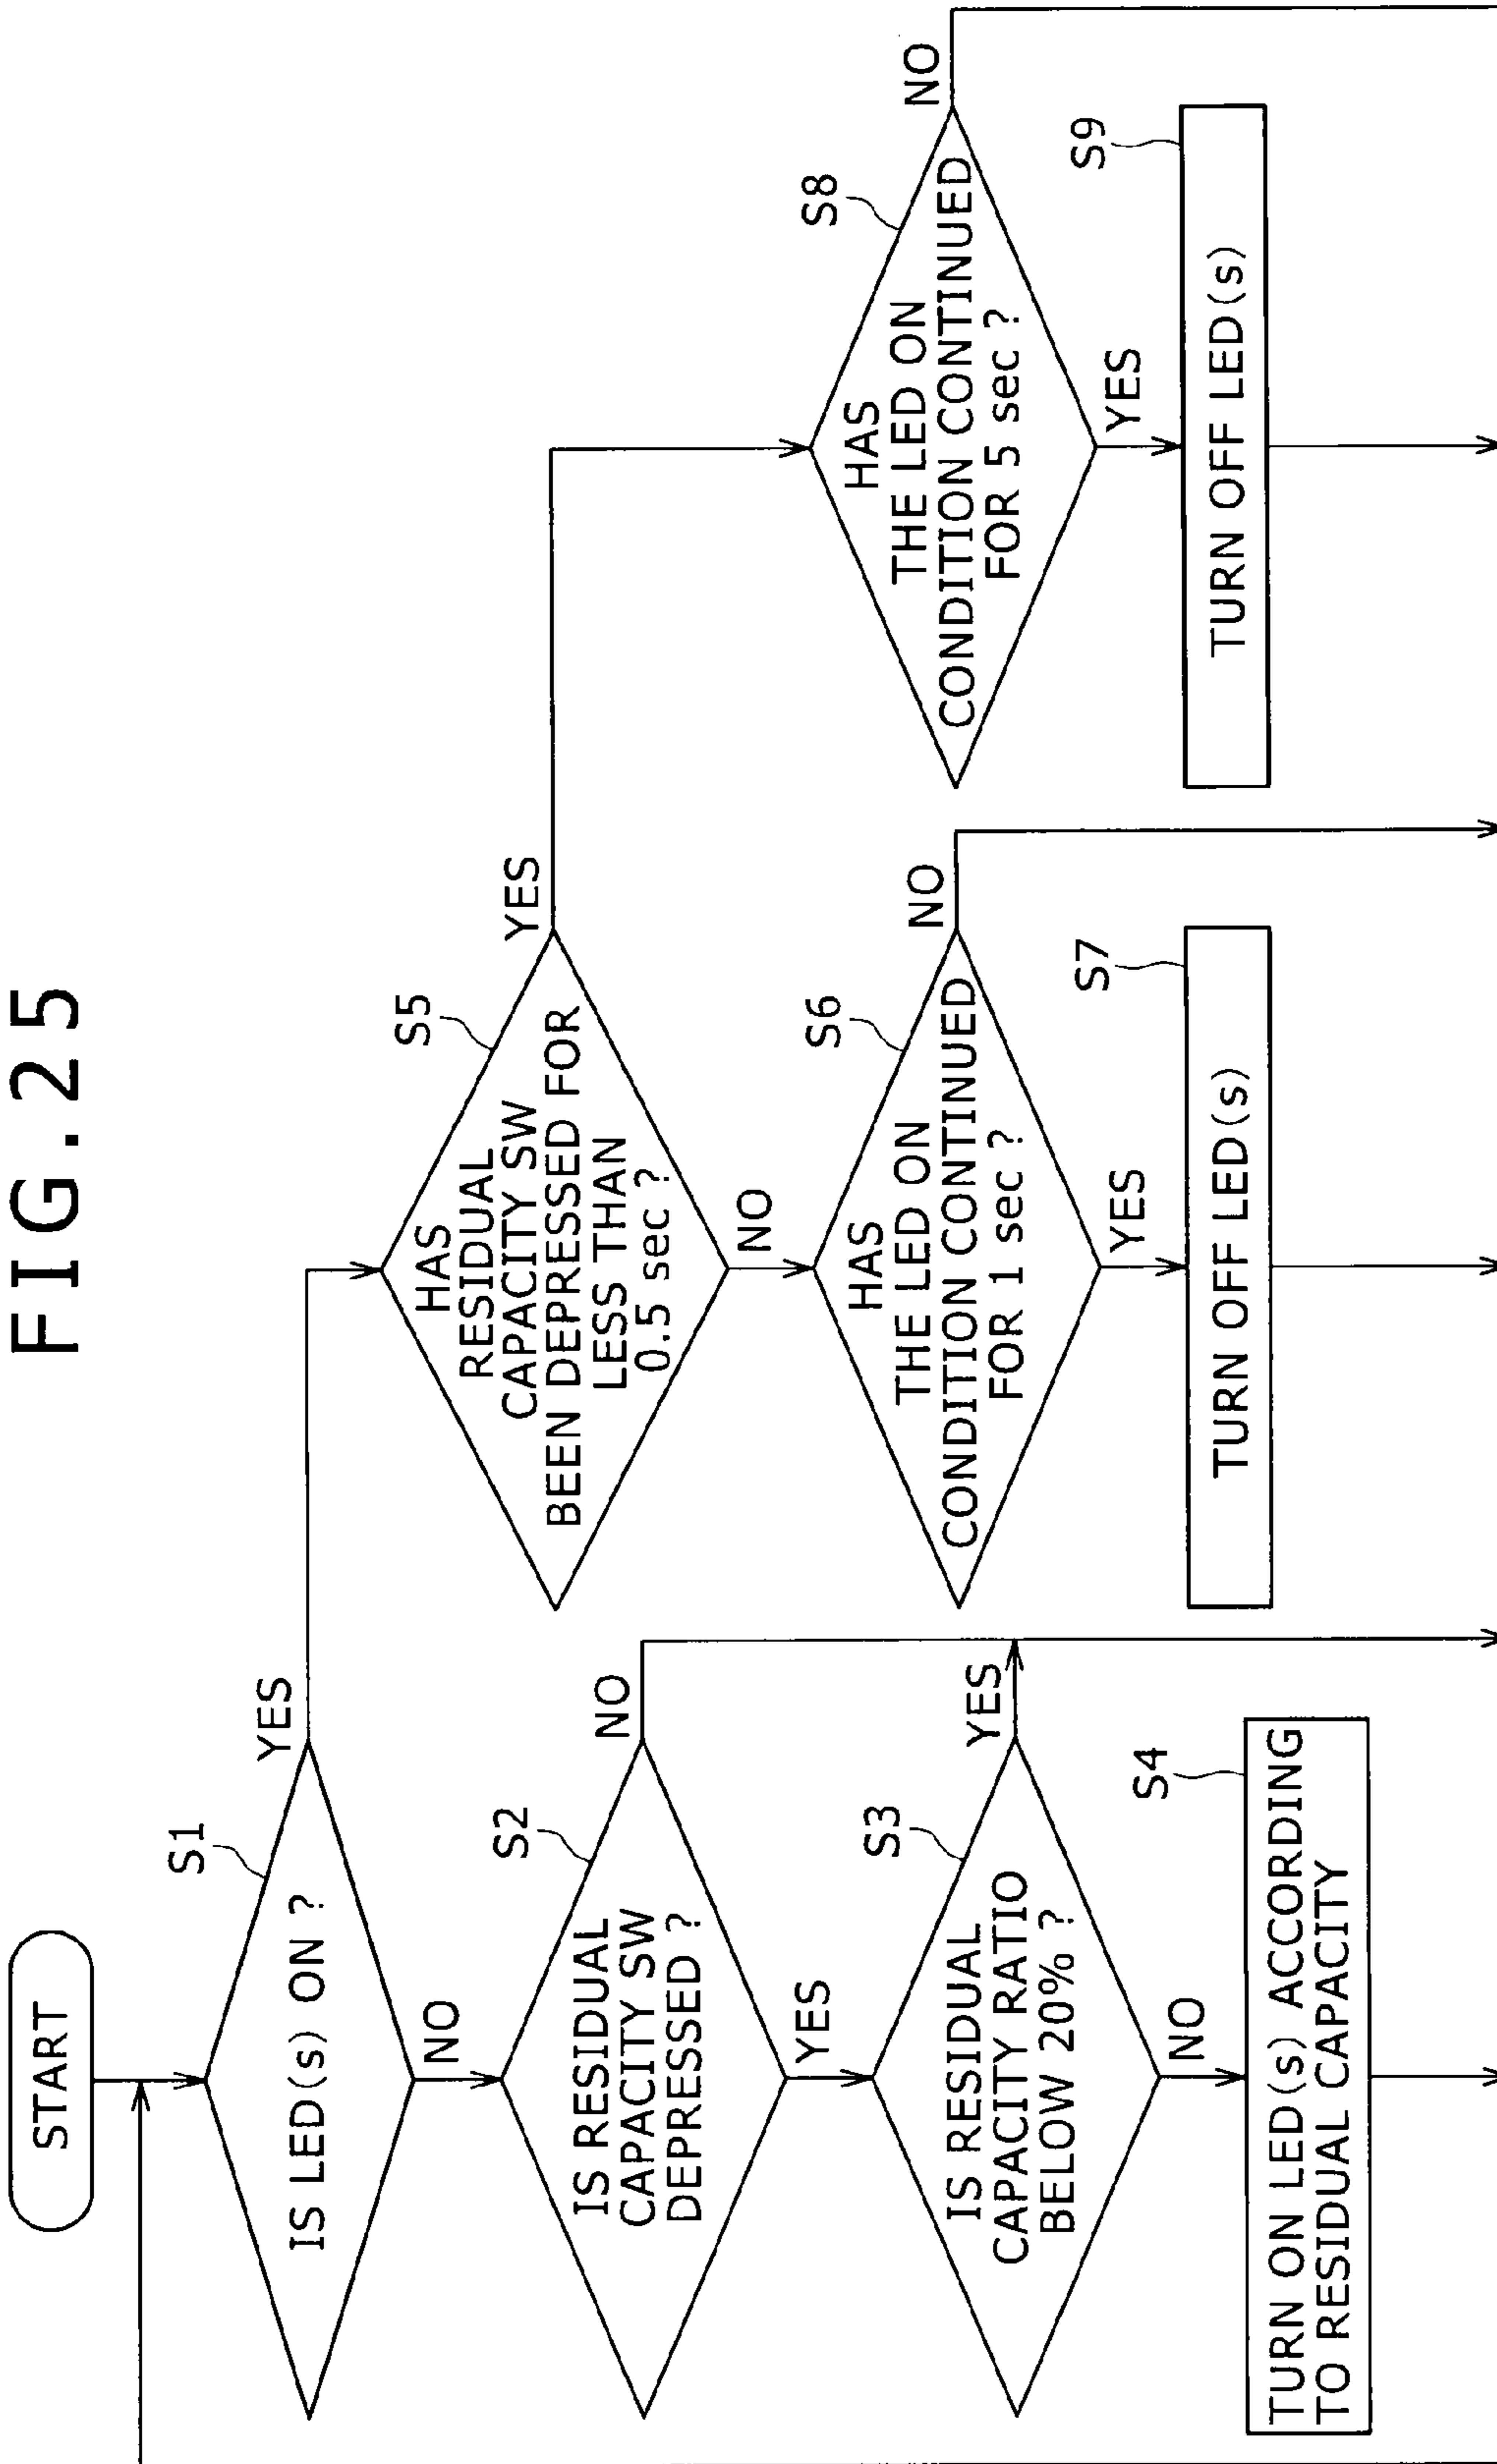 FIG.25
START
S1
IS LED(s) ON ?
YES
NO
S2
IS RESIDUAL
CAPACITY SW
DEPRESSED ?
NO
YES
S3
IS RESIDUAL
CAPACITY RATIO
BELOW 20% ?
YES
NO
S4
TURN ON LED(s) ACCORDING
TO RESIDUAL CAPACITY
S5
HAS
RESIDUAL
CAPACITY SW
BEEN DEPRESSED FOR
LESS THAN
0.5 sec ?
YES
NO
S6
HAS
THE LED ON
CONDITION CONTINUED
FOR 1 sec ?
NO
YES
S7
TURN OFF LED(s)
S8
HAS
THE LED ON
CONDITION CONTINUED
FOR 5 sec ?
NO
YES
S9
TURN OFF LED(s)